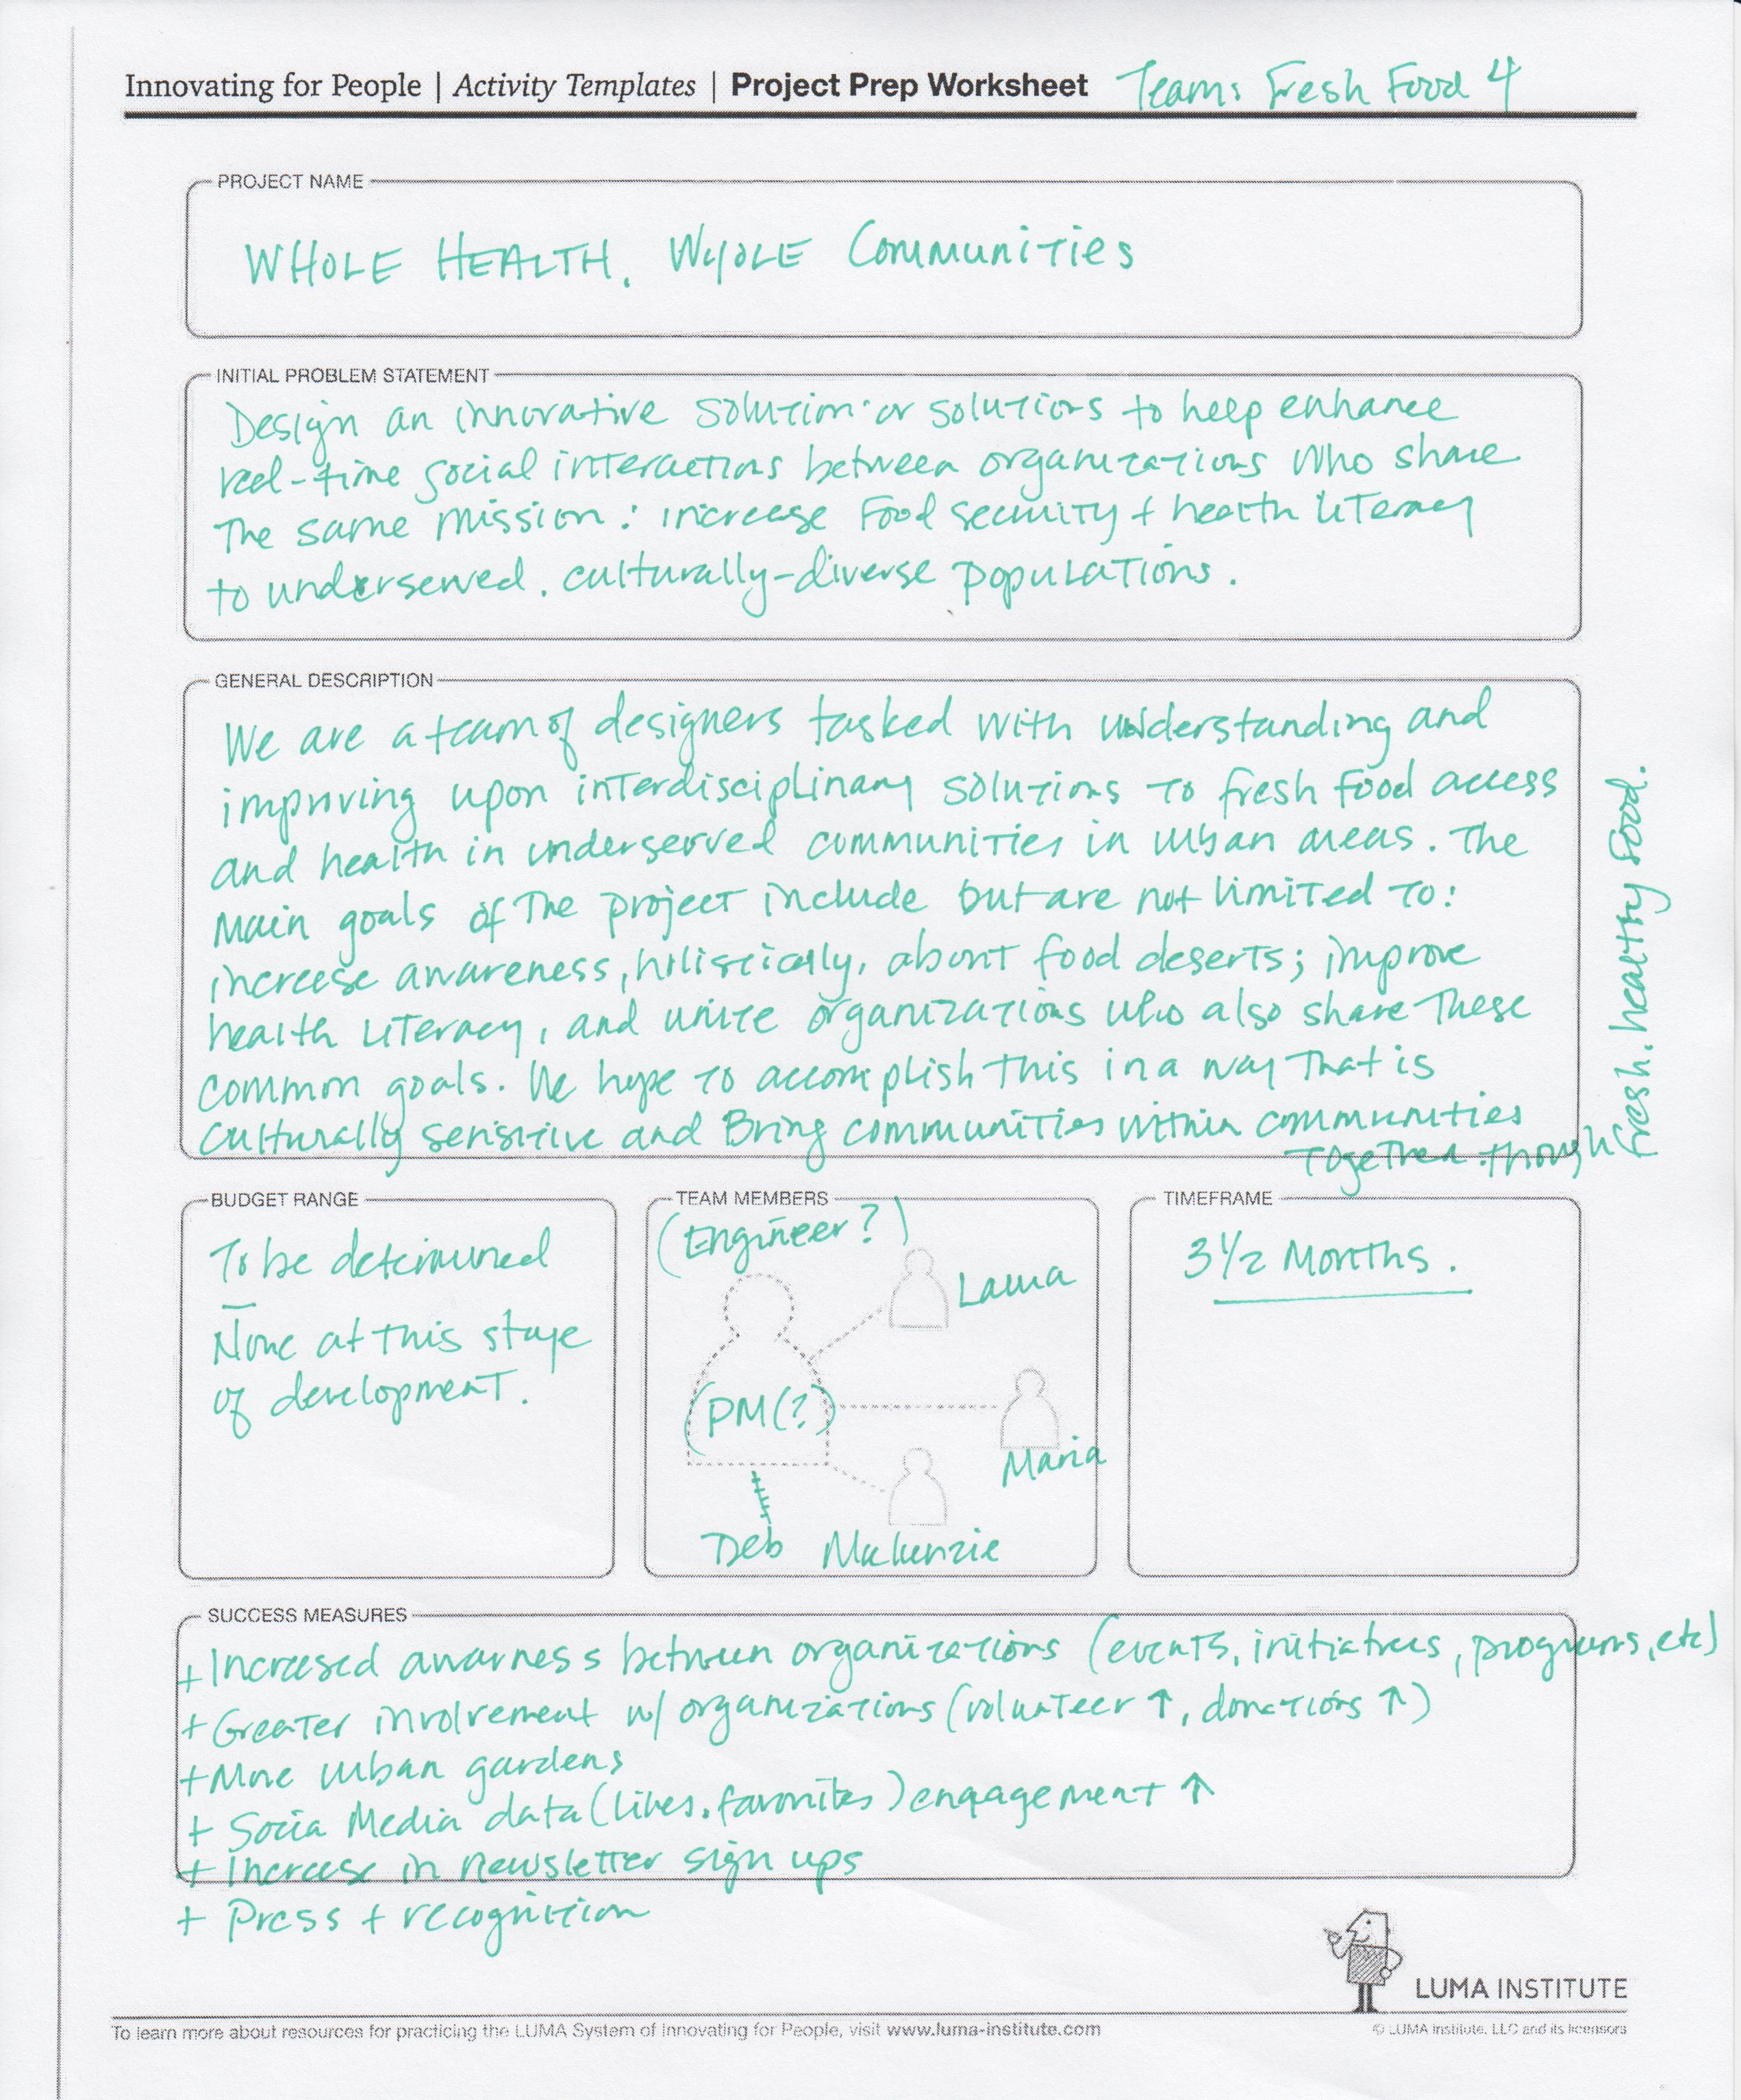 Innovating for People | Activity Templates | Project Prep Worksheet Team: Fresh Food 4
PROJECT NAME
WHOLE HEALTH, WHOLE Communities
INITIAL PROBLEM STATEMENT
Design an innovative solution or solutions to help enhance
real-time social interactions between organizations who share
The same mission: increase Food security + health literacy
to underserved, culturally-diverse populations.
GENERAL DESCRIPTION
We are a team of designers tasked with understanding and
improving upon interdisciplinary solutions to fresh food access
and health in underserved communities in urban areas. The
Main goals of The project include but are not limited to:
increase awareness, holistically, about food deserts; improve
health literacy, and unite organizations who also share These
common goals. We hope to accomplish this in a way that is
culturally sensitive and Bring communities within communities
together through
fresh, healthy food.
BUDGET RANGE
To be determined
–
None at this stage
of development.
TEAM MEMBERS
(Engineer?)
Laura
(PM(?)
Maria
Deb Mckenzie
TIMEFRAME
3 1/2 Months.
SUCCESS MEASURES
+ Increased awarness between organizations (events, initiatives, programs, etc)
+ Greater involvement w/ organizations (volunteer ↑, donations ↑)
+ More urban gardens
+ Socia Media data (likes, favorites) engagement ↑
+ Increase in newsletter sign ups
+ Press + recognition
LUMA INSTITUTE
To learn more about resources for practicing the LUMA System of Innovating for People, visit www.luma-institute.com
© LUMA Institute, LLC and its licensors